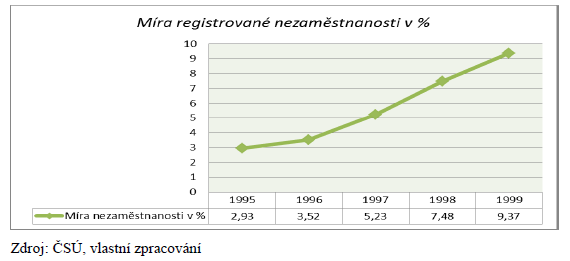 Míra registrované nezaměstnanosti v %
10
9
8
7
6
5
4
3
2
1
0
1995 1996 1997 1998 1999
Míra nezaměstnanosti v % 2,93 3,52 5,23 7,48 9,37
Zdroj: ČSÚ, vlastní zpracování